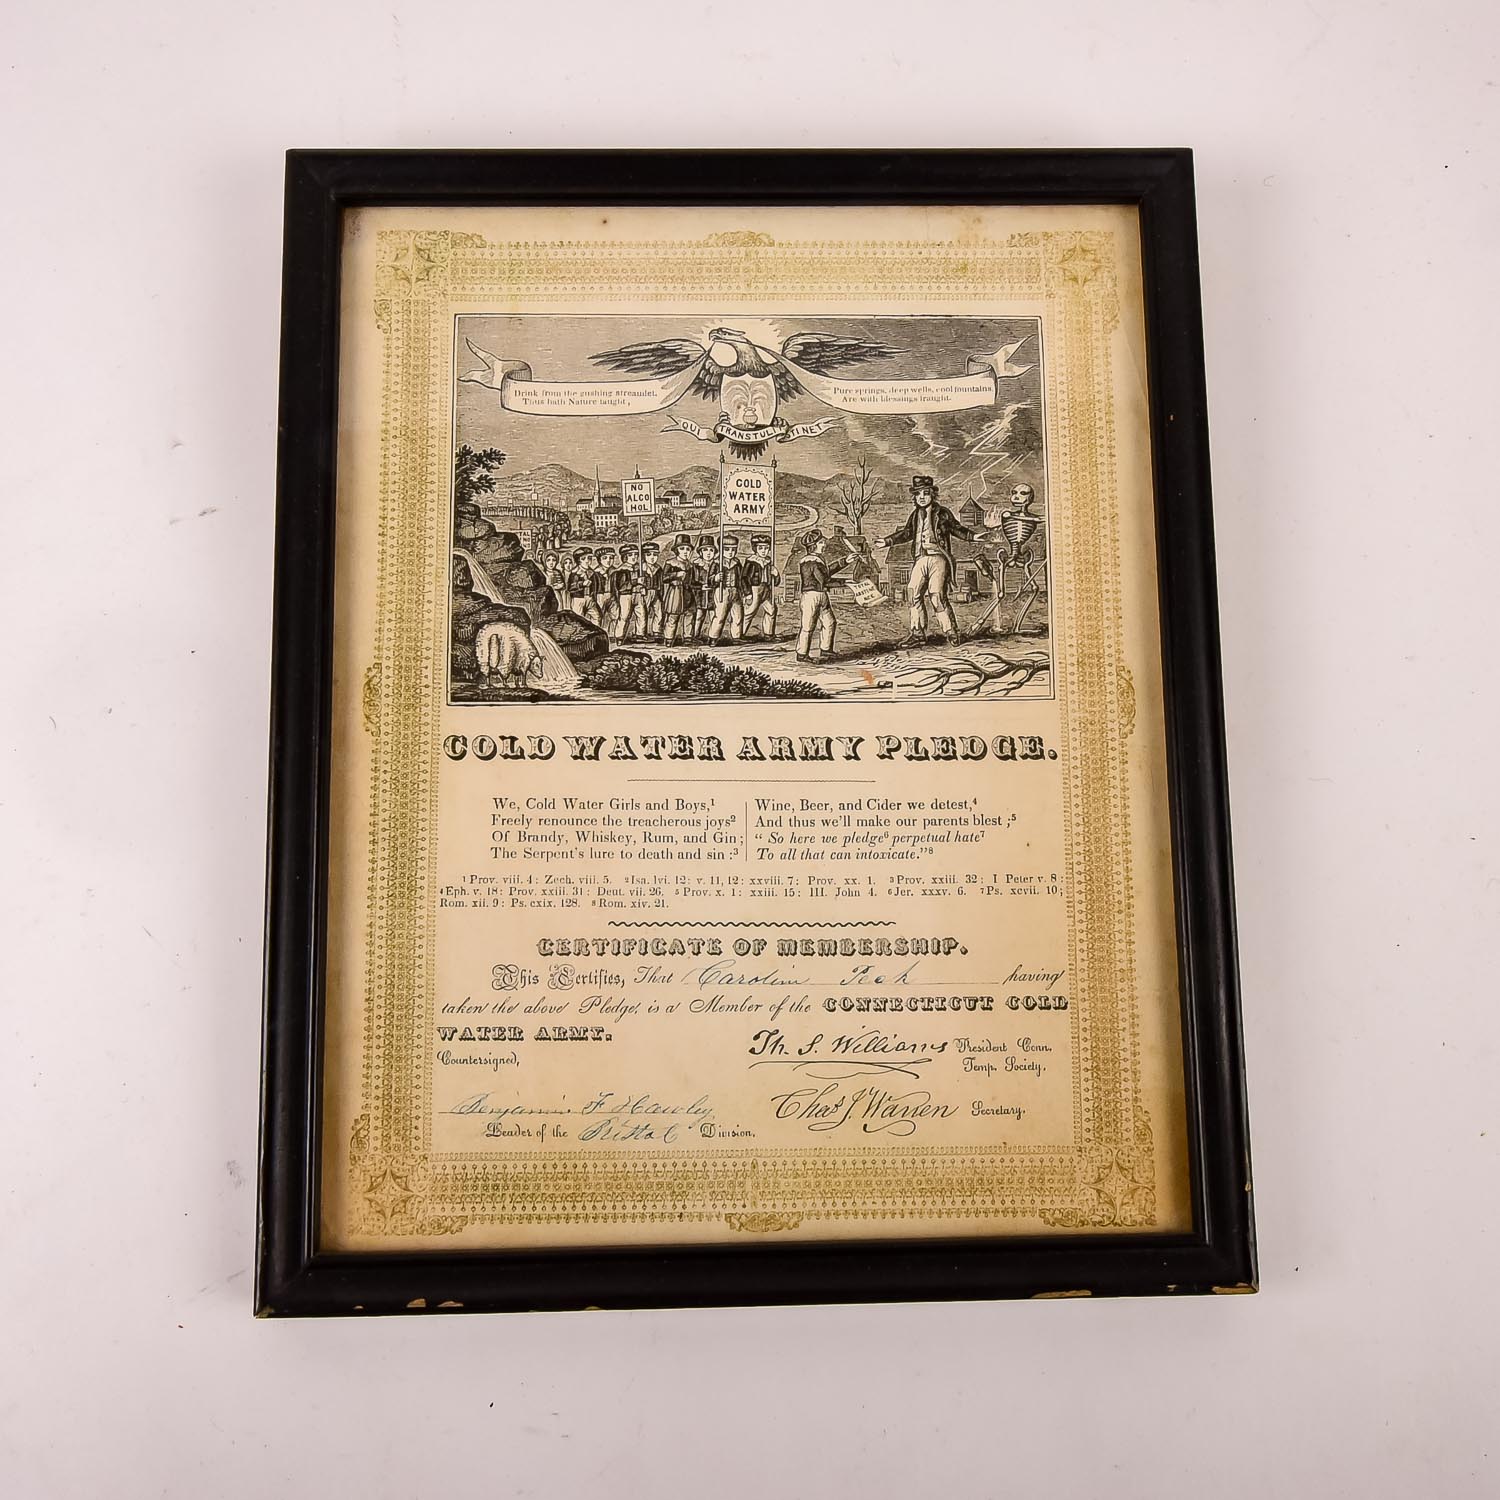 Drink from the gushing streamlet,
Thus hath Nature taught,
Pure springs, deep wells, cool fountains,
Are with blessings fraught.
QUI TRANSTULIT SUSTINET
NO
ALCO
HOL
COLD
WATER
ARMY
TOTAL
COLD WATER ARMY PLEDGE.
We, Cold Water Girls and Boys,¹
Freely renounce the treacherous joys²
Of Brandy, Whiskey, Rum, and Gin;
The Serpent's lure to death and sin:³
Wine, Beer, and Cider we detest,⁴
And thus we'll make our parents blest;⁵
"So here we pledge⁶ perpetual hate⁷
To all that can intoxicate."⁸
¹ Prov. viii. 4: Zech. viii. 5. ² Isa. lvi. 12: v. 11, 12: xxviii. 7: Prov. xx. 1. ³ Prov. xxiii. 32: I Peter v. 8:
⁴ Eph. v. 18: Prov. xxiii. 31: Deut. vii. 26. ⁵ Prov. x. 1: xxiii. 15: III. John 4. ⁶ Jer. xxxv. 6. ⁷ Ps. xcvii. 10;
Rom. xii. 9: Ps. cxix. 128. ⁸ Rom. xiv. 21.
CERTIFICATE OF MEMBERSHIP.
This Certifies, That Carolin Peck having
taken the above Pledge, is a Member of the CONNECTICUT COLD
WATER ARMY.
Countersigned,
Th. S. Williams President Conn.
Temp. Society.
Benjamin F Hawley
Chas J. Warren Secretary.
Leader of the Bristol Division.